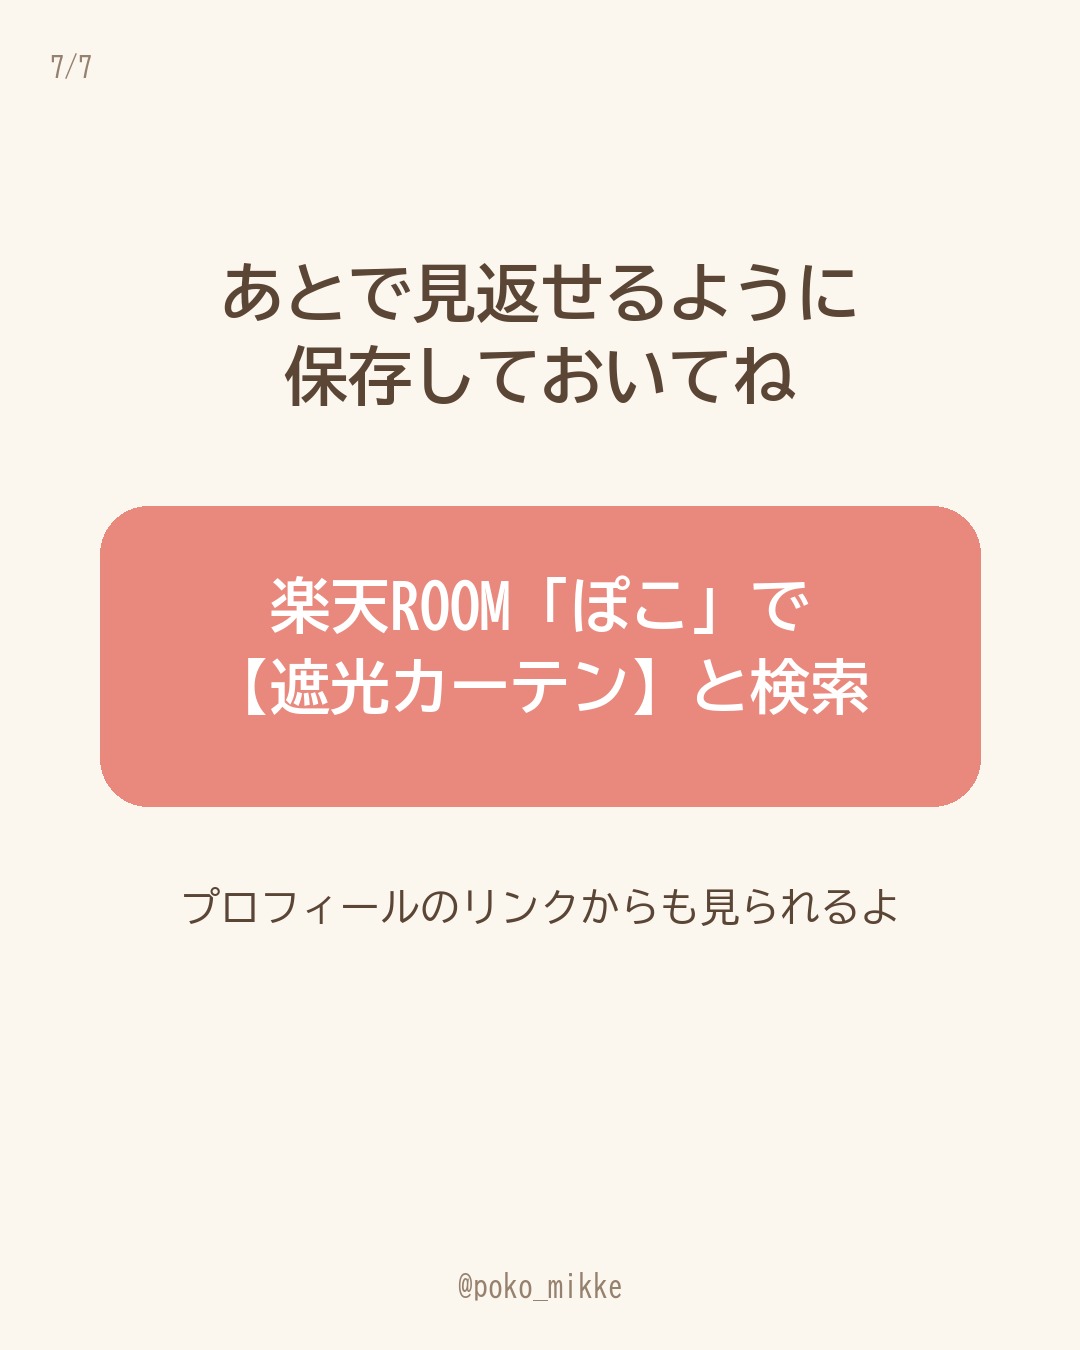 7/7
あとで見返せるように
保存しておいてね
楽天ROOM「ぽこ」で
【遮光カーテン】と検索
プロフィールのリンクからも見られるよ
@poko_mikke